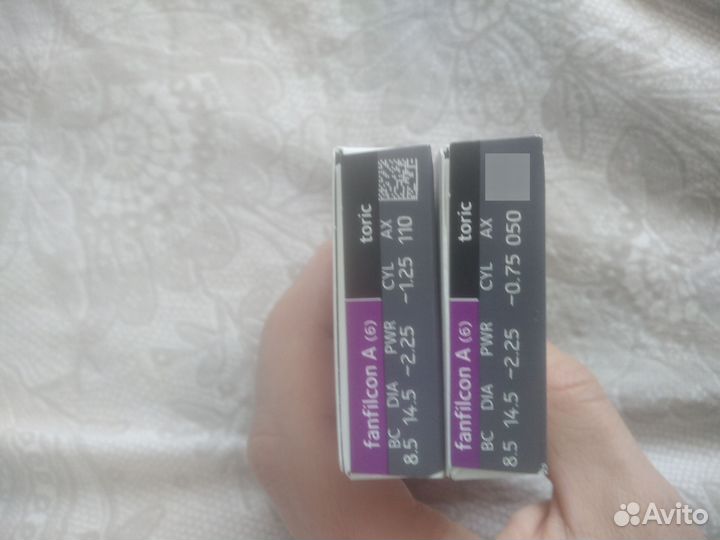 fanfilcon A (6) toric
BC DIA PWR CYL AX
8.5 14.5 −2.25 −1.25 110
fanfilcon A (6) toric
BC DIA PWR CYL AX
8.5 14.5 −2.25 −0.75 050
Avito